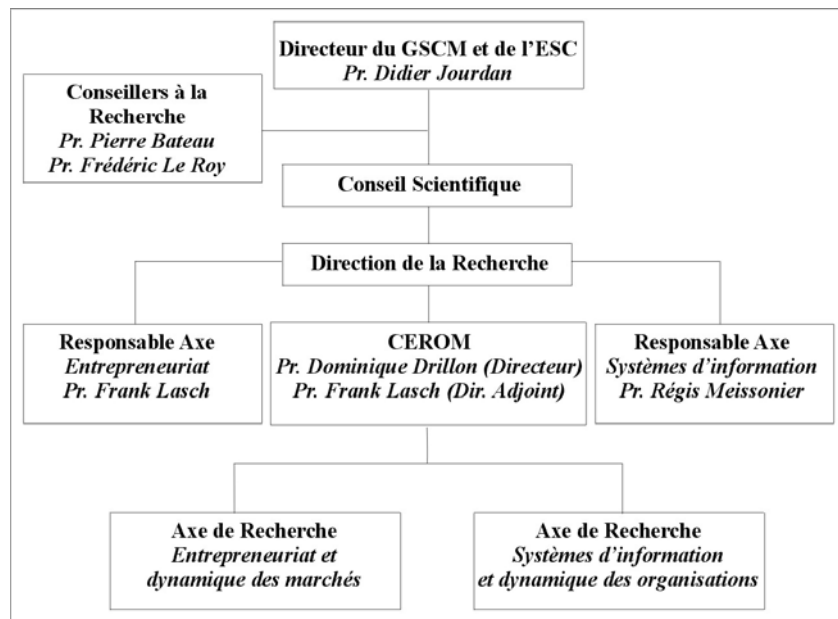 Directeur du GSCM et de l'ESC
Pr. Didier Jourdan
Conseillers à la
Recherche
Pr. Pierre Bateau
Pr. Frédéric Le Roy
Conseil Scientifique
Direction de la Recherche
Responsable Axe
Entrepreneuriat
Pr. Frank Lasch
CEROM
Pr. Dominique Drillon (Directeur)
Pr. Frank Lasch (Dir. Adjoint)
Responsable Axe
Systèmes d'information
Pr. Régis Meissonier
Axe de Recherche
Entrepreneuriat et
dynamique des marchés
Axe de Recherche
Systèmes d'information
et dynamique des organisations